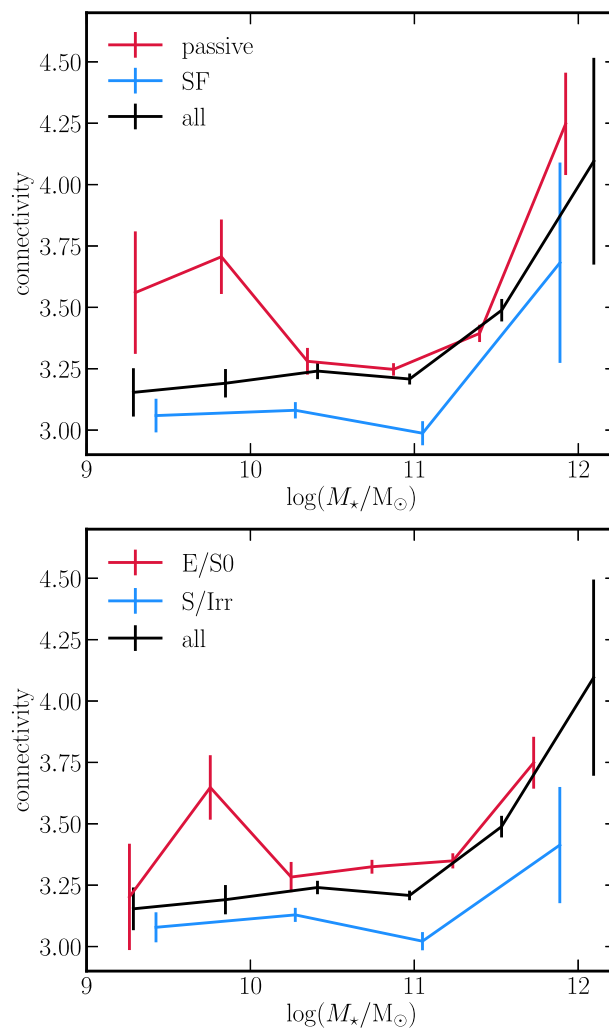 passive
SF
all
4.50
4.25
4.00
3.75
3.50
3.25
3.00
connectivity
9 10 11 12
log(M⋆/M⊙)
E/S0
S/Irr
all
4.50
4.25
4.00
3.75
3.50
3.25
3.00
connectivity
9 10 11 12
log(M⋆/M⊙)